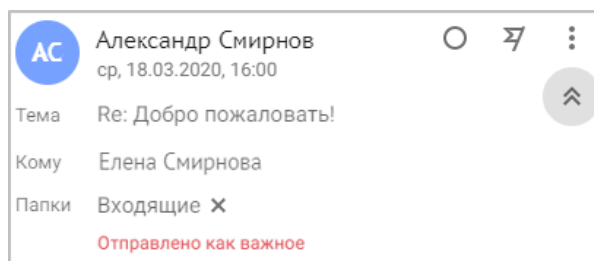 АС
Александр Смирнов
ср, 18.03.2020, 16:00
Тема Re: Добро пожаловать!
Кому Елена Смирнова
Папки Входящие ✕
Отправлено как важное